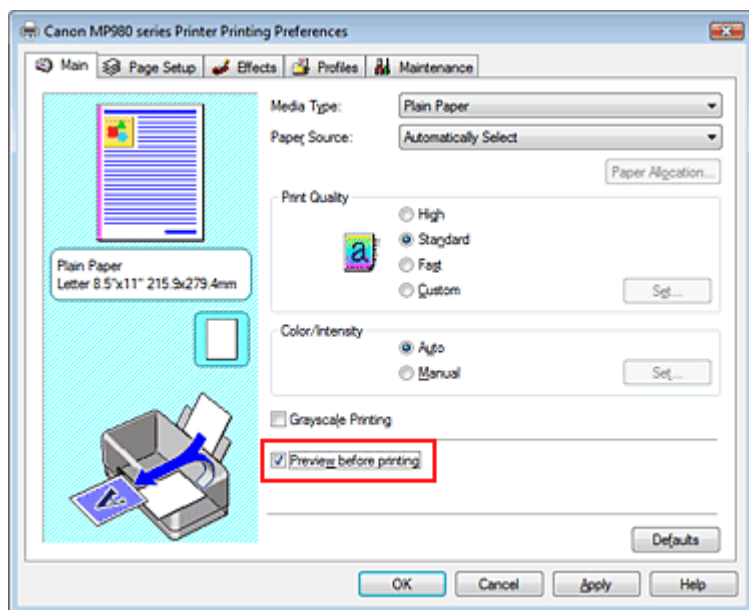 Canon MP980 series Printer Printing Preferences
Main Page Setup Effects Profiles Maintenance
Media Type: Plain Paper
Paper Source: Automatically Select
Paper Allocation...
Print Quality
High
Standard
Fast
Custom Set...
Plain Paper
Letter 8.5"x11" 215.9x279.4mm
Color/Intensity
Auto
Manual Set...
Grayscale Printing
Preview before printing
Defaults
OK Cancel Apply Help